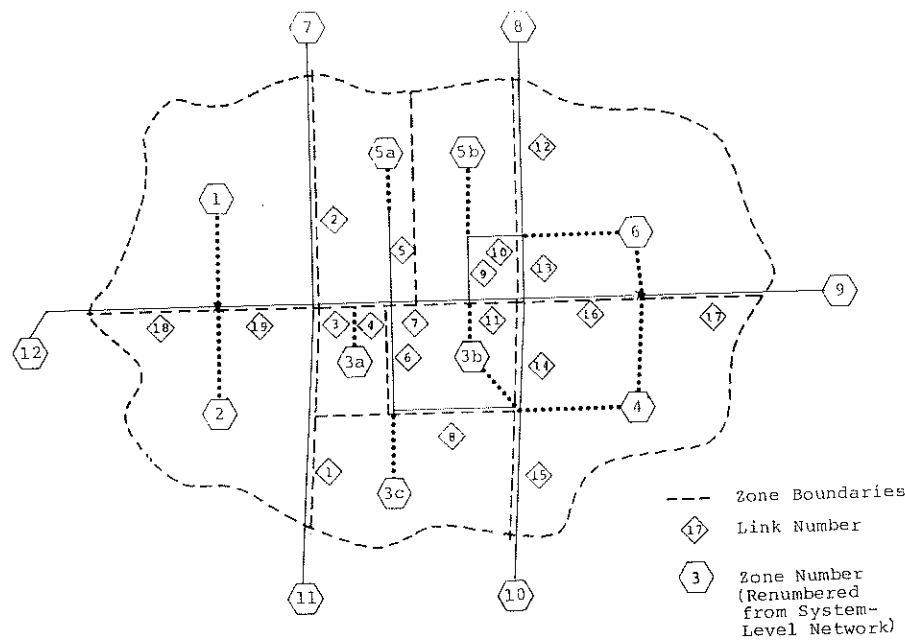 7
8
5a
5b
12
1
2
6
5
10
9
13
9
18
19
3
4
7
11
16
17
12
3a
6
3b
14
2
4
8
1
3c
15
11
10
Zone Boundaries
17 Link Number
3 Zone Number
(Renumbered
from System-
Level Network)